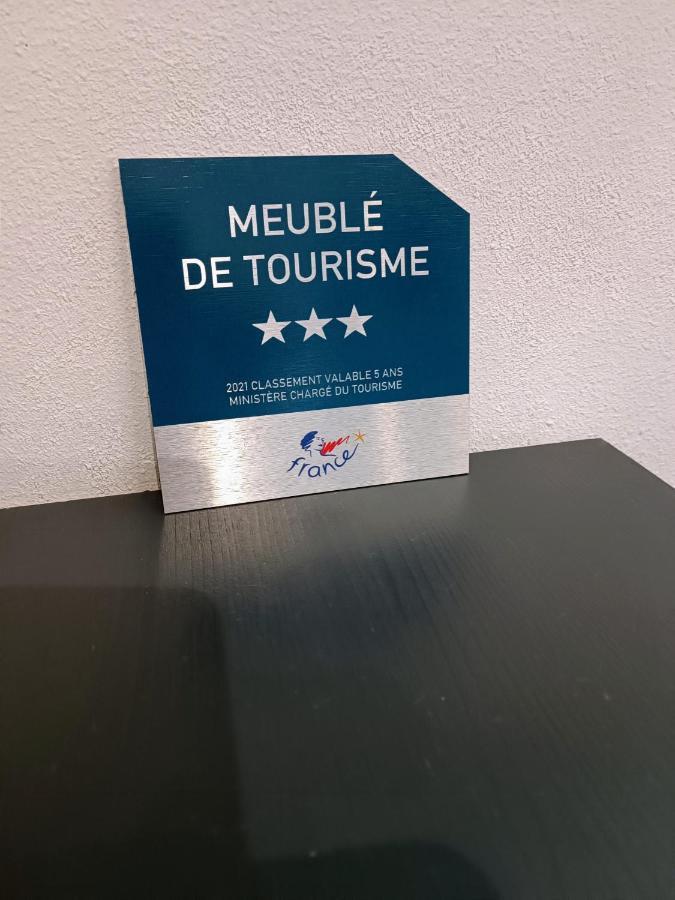 MEUBLÉ
DE TOURISME
2021 CLASSEMENT VALABLE 5 ANS
MINISTÈRE CHARGÉ DU TOURISME
france